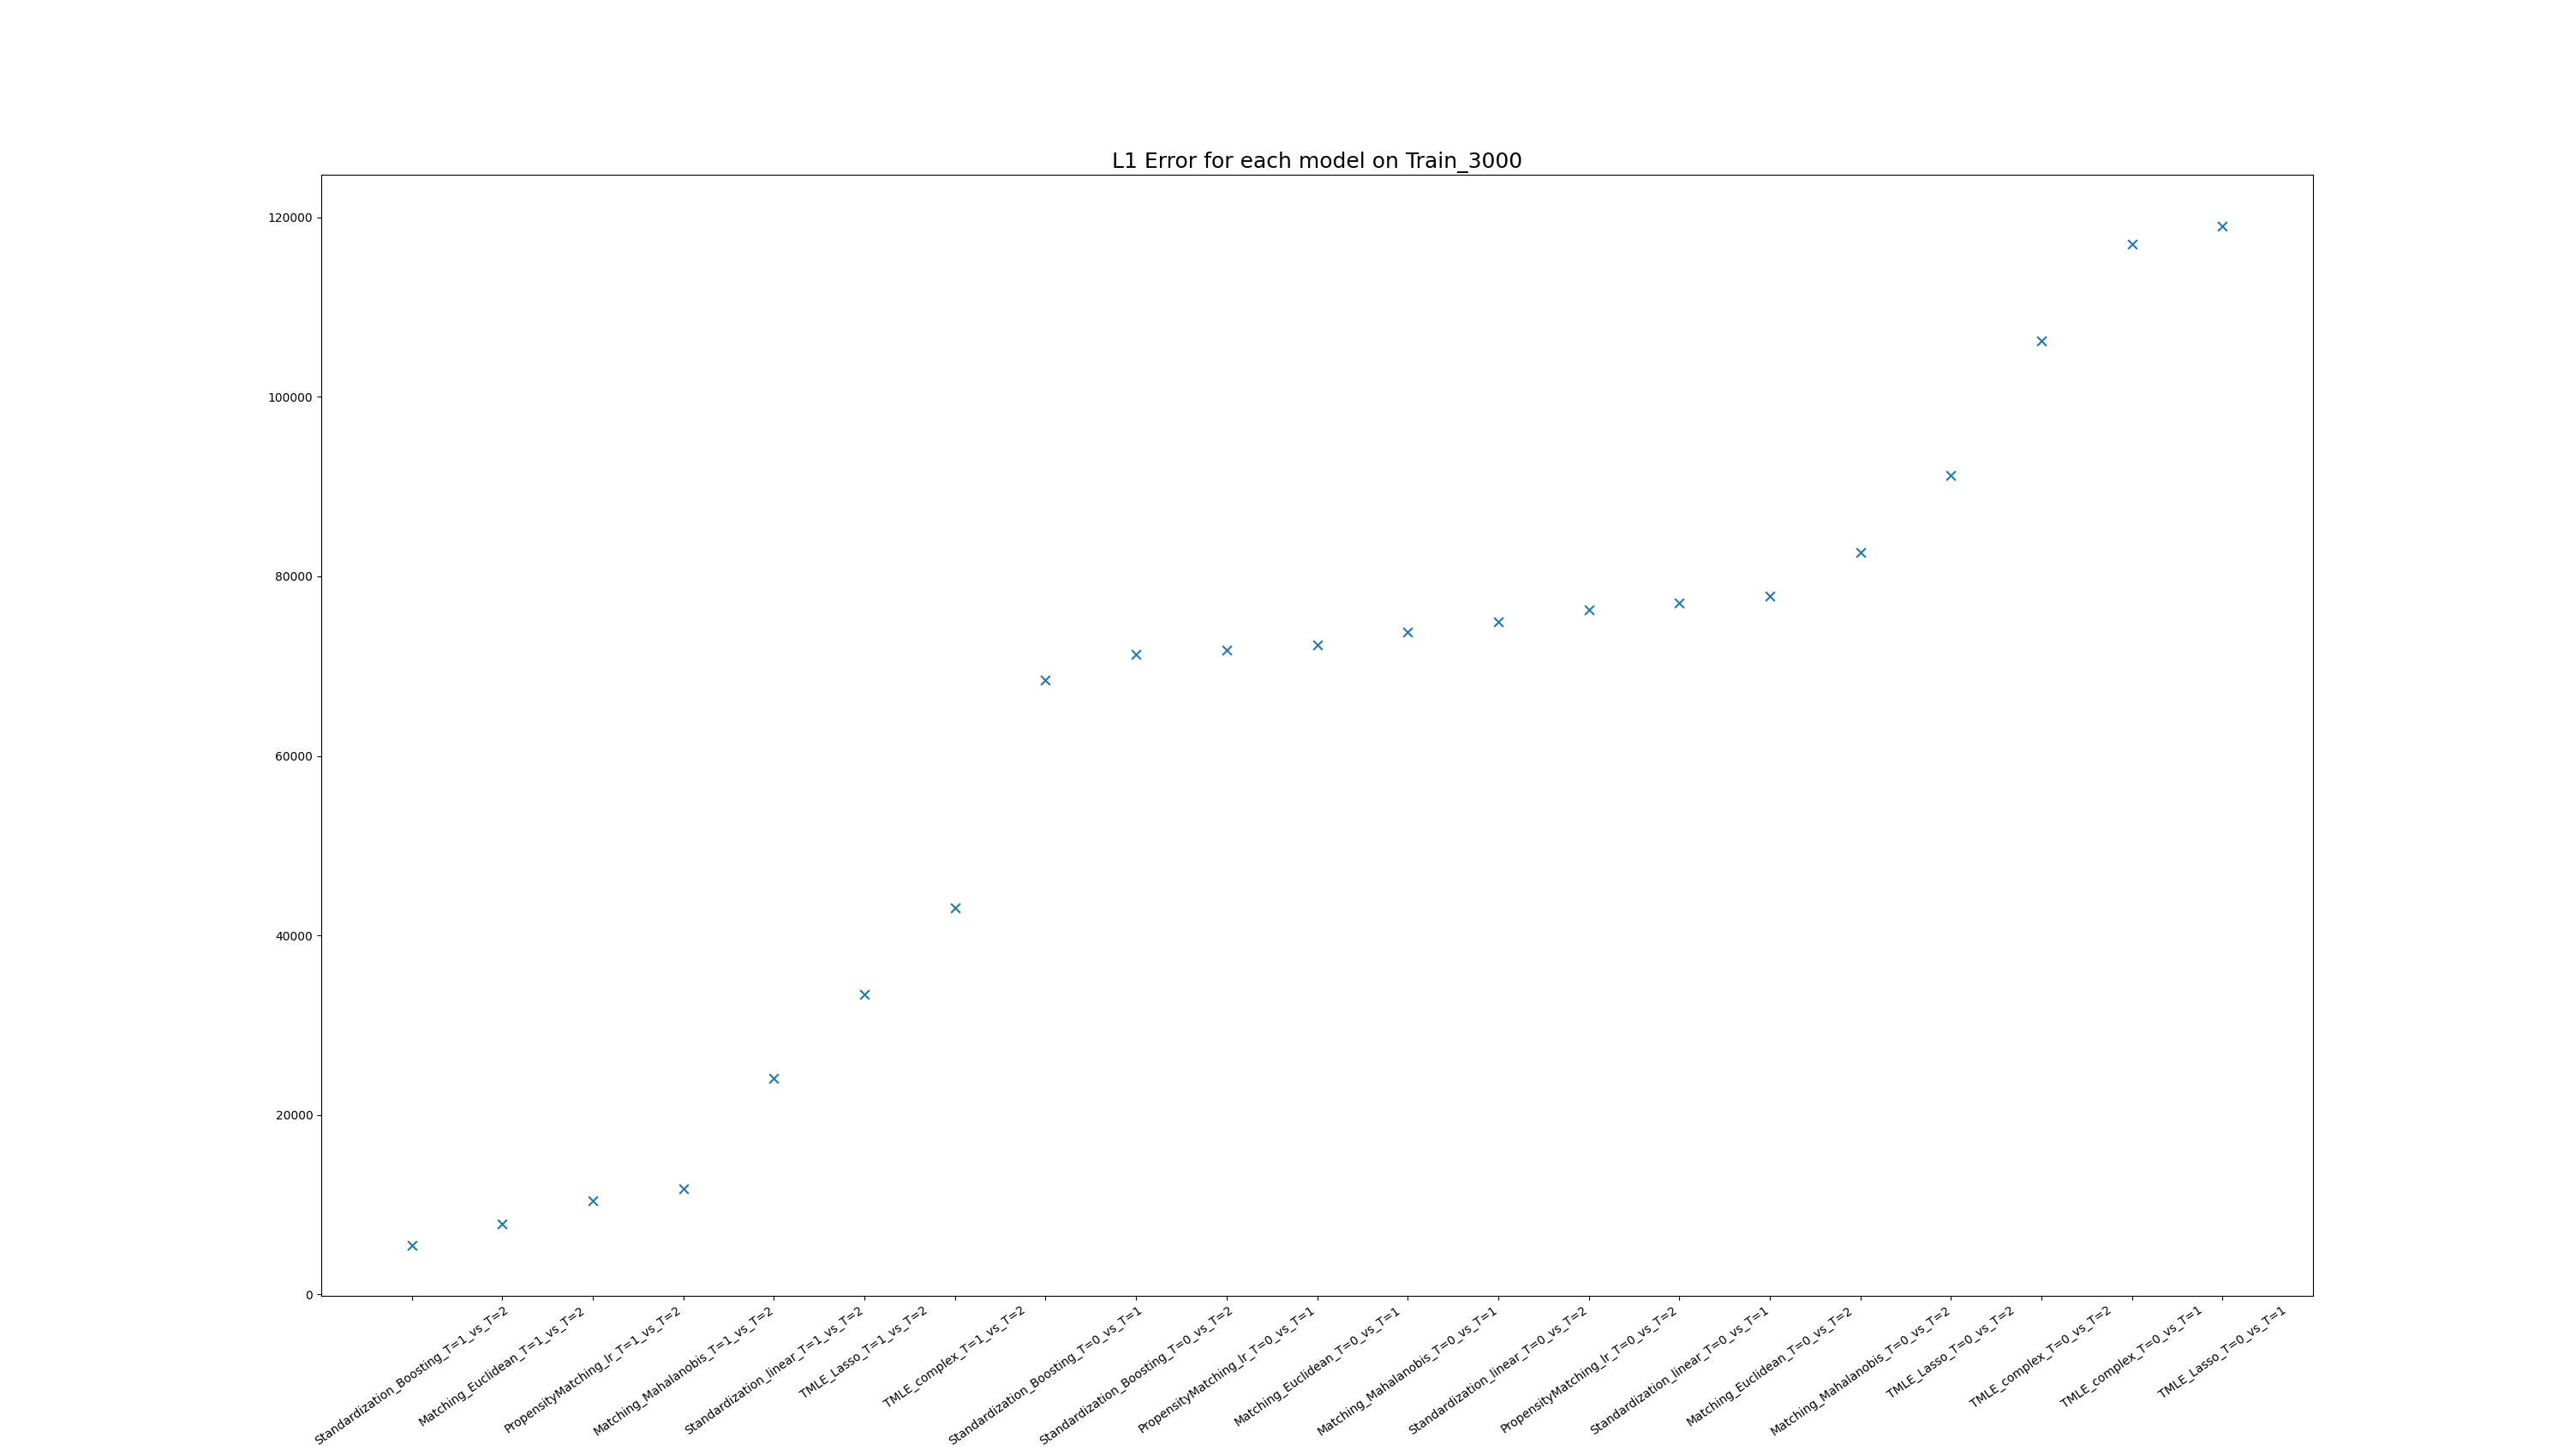 L1 Error for each model on Train_3000
120000
100000
80000
60000
40000
20000
0
Standardization_Boosting_T=1_vs_T=2
Matching_Euclidean_T=1_vs_T=2
PropensityMatching_lr_T=1_vs_T=2
Matching_Mahalanobis_T=1_vs_T=2
Standardization_linear_T=1_vs_T=2
TMLE_Lasso_T=1_vs_T=2
TMLE_complex_T=1_vs_T=2
Standardization_Boosting_T=0_vs_T=1
Standardization_Boosting_T=0_vs_T=2
PropensityMatching_lr_T=0_vs_T=1
Matching_Euclidean_T=0_vs_T=1
Matching_Mahalanobis_T=0_vs_T=1
Standardization_linear_T=0_vs_T=2
PropensityMatching_lr_T=0_vs_T=2
Standardization_linear_T=0_vs_T=1
Matching_Euclidean_T=0_vs_T=2
Matching_Mahalanobis_T=0_vs_T=2
TMLE_Lasso_T=0_vs_T=2
TMLE_complex_T=0_vs_T=2
TMLE_complex_T=0_vs_T=1
TMLE_Lasso_T=0_vs_T=1